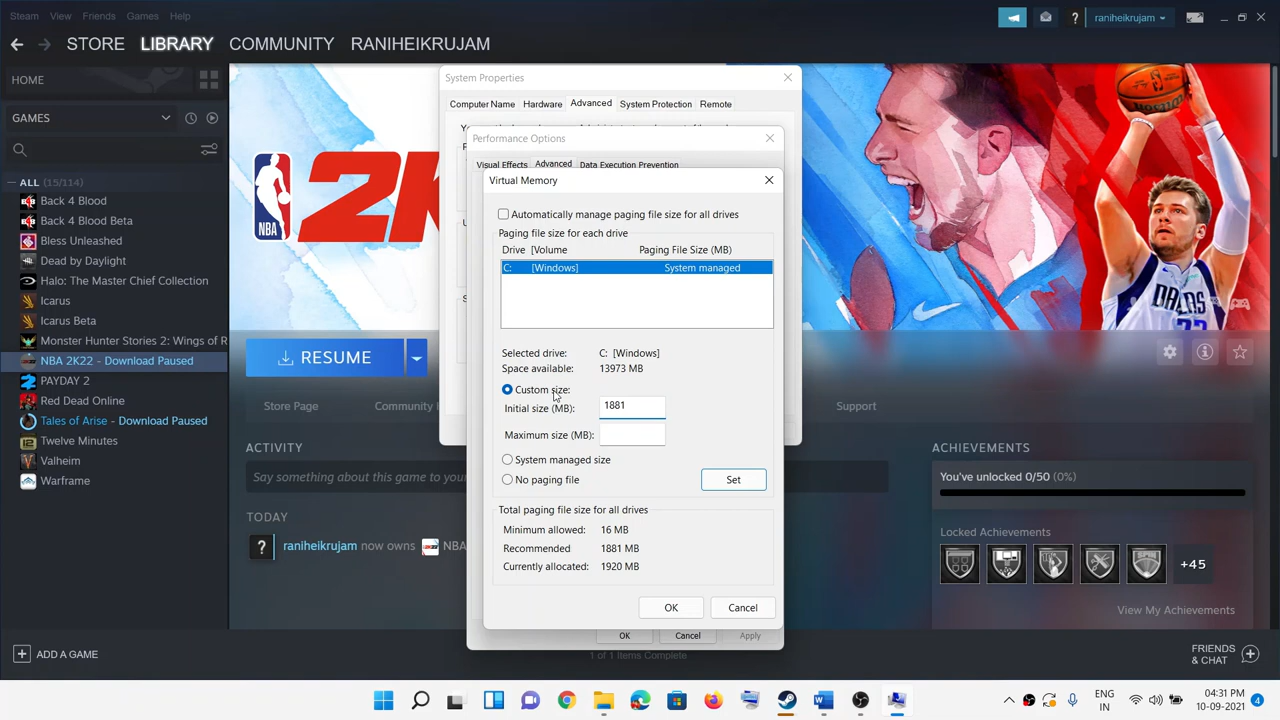 Steam View Friends Games Help
raniheikrujam
STORE LIBRARY COMMUNITY RANIHEIKRUJAM
HOME
GAMES
ALL (15/114)
Back 4 Blood
Back 4 Blood Beta
Bless Unleashed
Dead by Daylight
Halo: The Master Chief Collection
Icarus
Icarus Beta
Monster Hunter Stories 2: Wings of R
NBA 2K22 - Download Paused
PAYDAY 2
Red Dead Online
Tales of Arise - Download Paused
Twelve Minutes
Valheim
Warframe
ADD A GAME
NBA 2K
System Properties
Computer Name Hardware Advanced System Protection Remote
Performance Options
Visual Effects Advanced Data Execution Prevention
Virtual Memory
Automatically manage paging file size for all drives
Paging file size for each drive
Drive [Volume Paging File Size (MB)
C: [Windows] System managed
Selected drive: C: [Windows]
Space available: 13973 MB
Custom size:
Initial size (MB): 1881
Maximum size (MB):
System managed size
No paging file
Set
Total paging file size for all drives
Minimum allowed: 16 MB
Recommended 1881 MB
Currently allocated: 1920 MB
OK Cancel
OK Cancel Apply
1 of 1 Items Complete
RESUME
Store Page Community Support
ACTIVITY
Say something about this game to your
TODAY
raniheikrujam now owns NBA
DALLAS
ACHIEVEMENTS
You've unlocked 0/50 (0%)
Locked Achievements
+45
View My Achievements
FRIENDS
& CHAT
ENG
IN
04:31 PM
10-09-2021
4